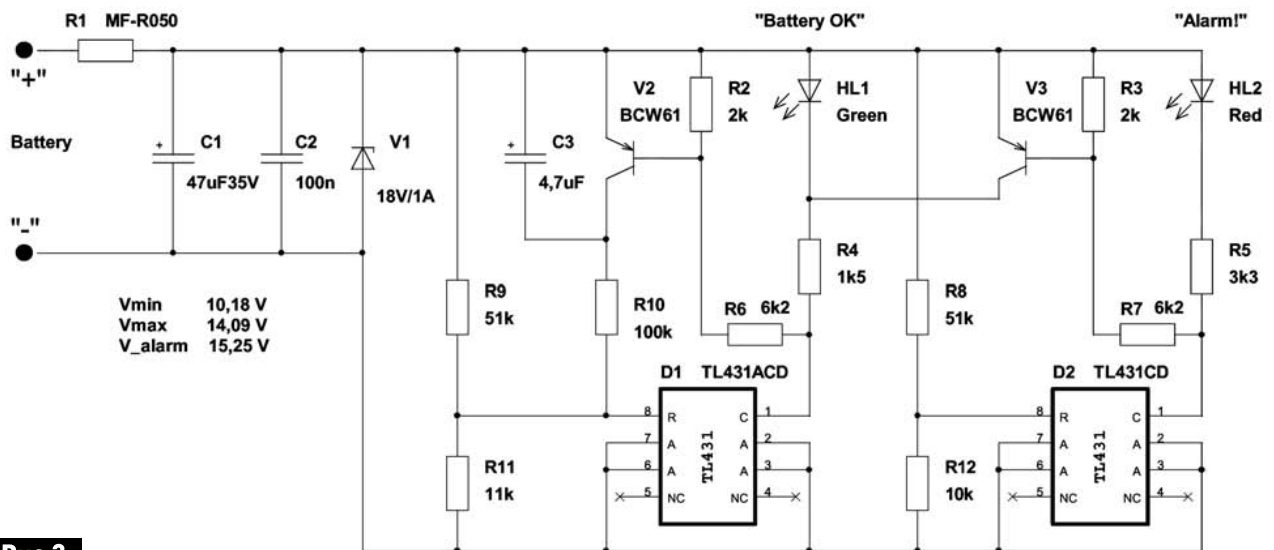 R1 MF-R050
"Battery OK"
"Alarm!"
"+"
Battery
"-"
+
C1
47uF35V
C2
100n
V1
18V/1A
+
C3
4,7uF
V2
BCW61
R2
2k
HL1
Green
V3
BCW61
R3
2k
HL2
Red
R4
1k5
R5
3k3
R9
51k
R10
100k
R6 6k2
R8
51k
R7 6k2
Vmin 10,18 V
Vmax 14,09 V
V_alarm 15,25 V
D1 TL431ACD
8 R C 1
7 A A 2
6 A A 3
5 NC NC 4
TL431
D2 TL431CD
8 R C 1
7 A A 2
6 A A 3
5 NC NC 4
TL431
R11
11k
R12
10k